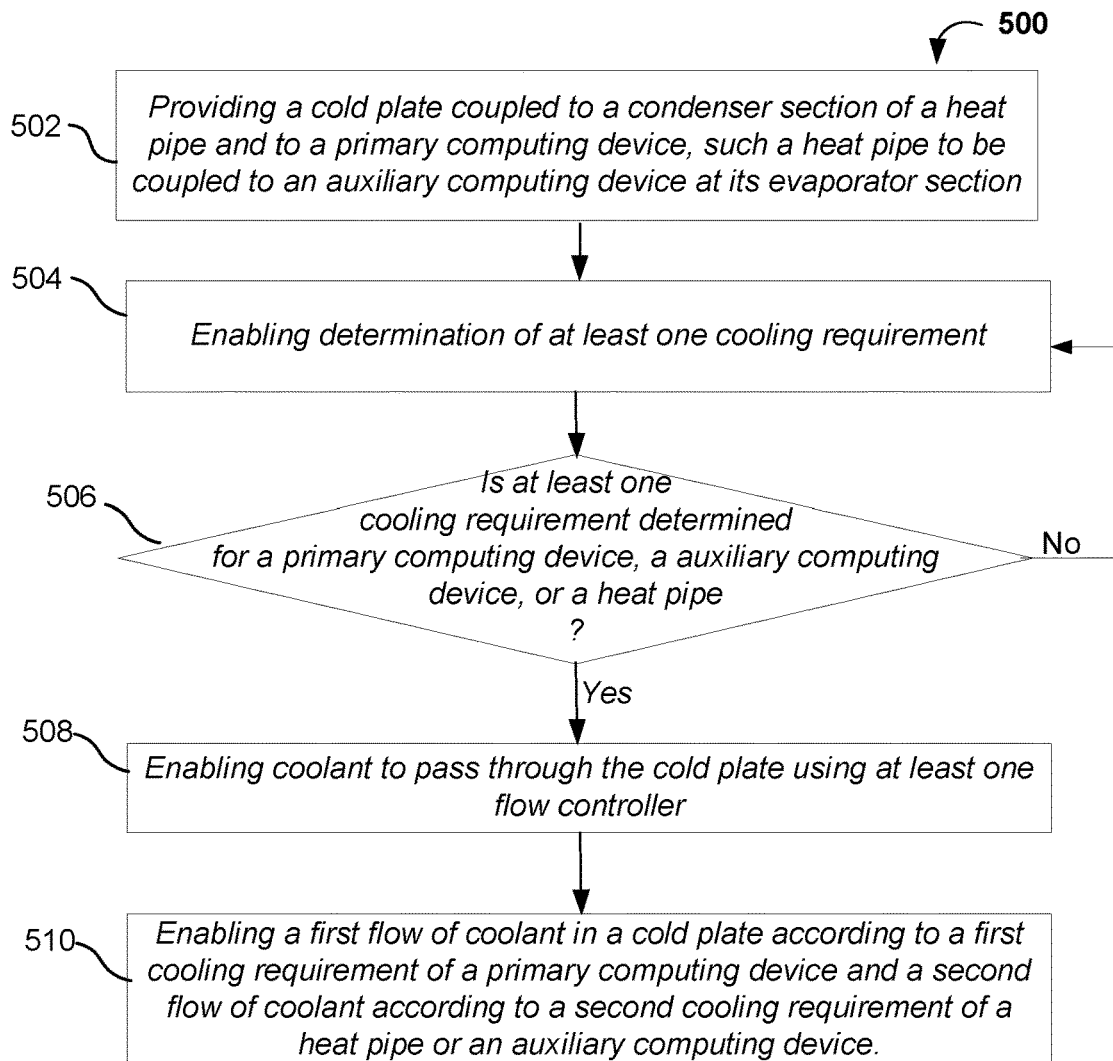 500
502
Providing a cold plate coupled to a condenser section of a heat
pipe and to a primary computing device, such a heat pipe to be
coupled to an auxiliary computing device at its evaporator section
504
Enabling determination of at least one cooling requirement
506
Is at least one
cooling requirement determined
for a primary computing device, a auxiliary computing
device, or a heat pipe
?
No
Yes
508
Enabling coolant to pass through the cold plate using at least one
flow controller
510
Enabling a first flow of coolant in a cold plate according to a first
cooling requirement of a primary computing device and a second
flow of coolant according to a second cooling requirement of a
heat pipe or an auxiliary computing device.